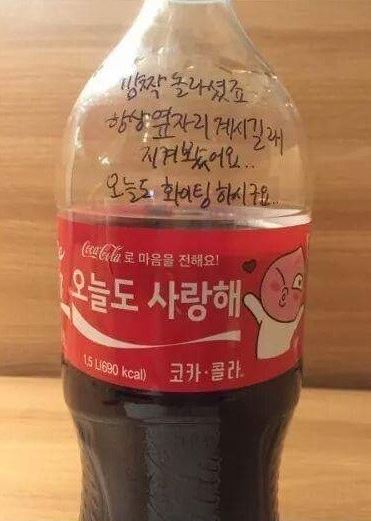 깜짝 놀라셨죠
항상 옆자리 계시길래
지켜봤어요..
오늘도 화이팅 하시구요..
Coca-Cola 로 마음을 전해요!
오늘도 사랑해
1.5 L(690 kcal)
코카·콜라